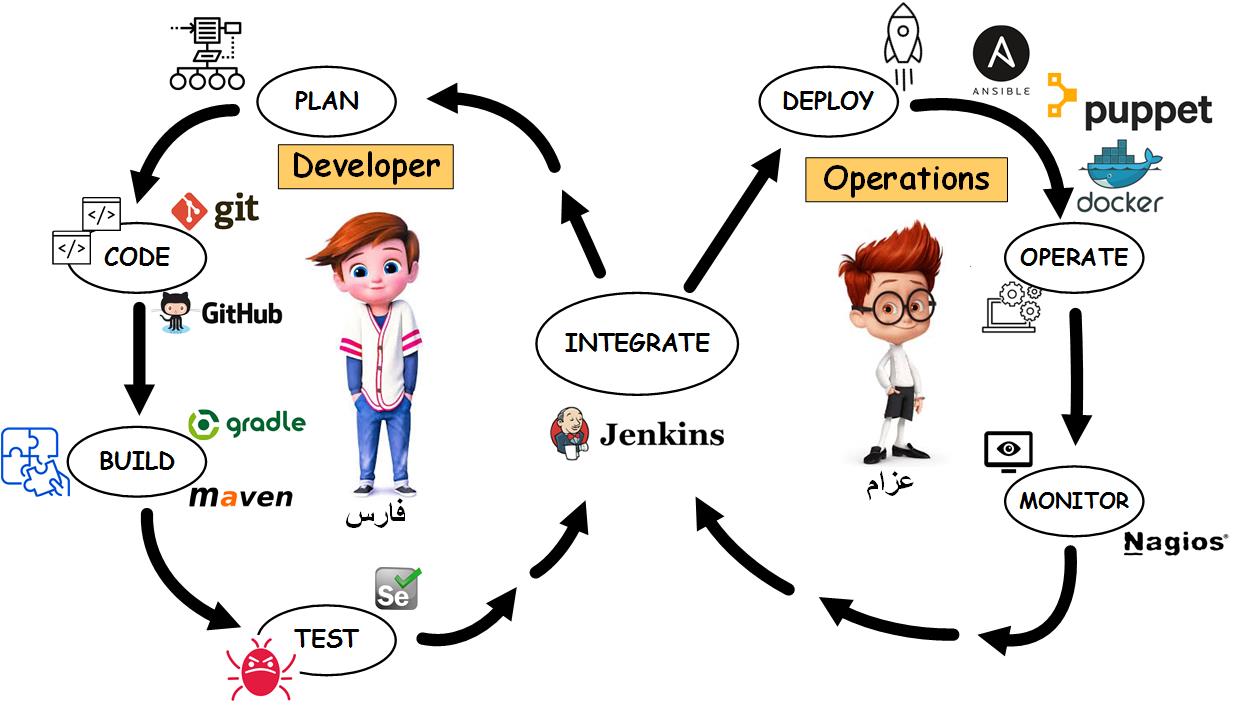 PLAN
Developer
</>
</>
git
CODE
GitHub
gradle
BUILD
maven
فارس
Se
TEST
INTEGRATE
Jenkins
DEPLOY
ANSIBLE
puppet
Operations
docker
OPERATE
عزام
MONITOR
Nagios®